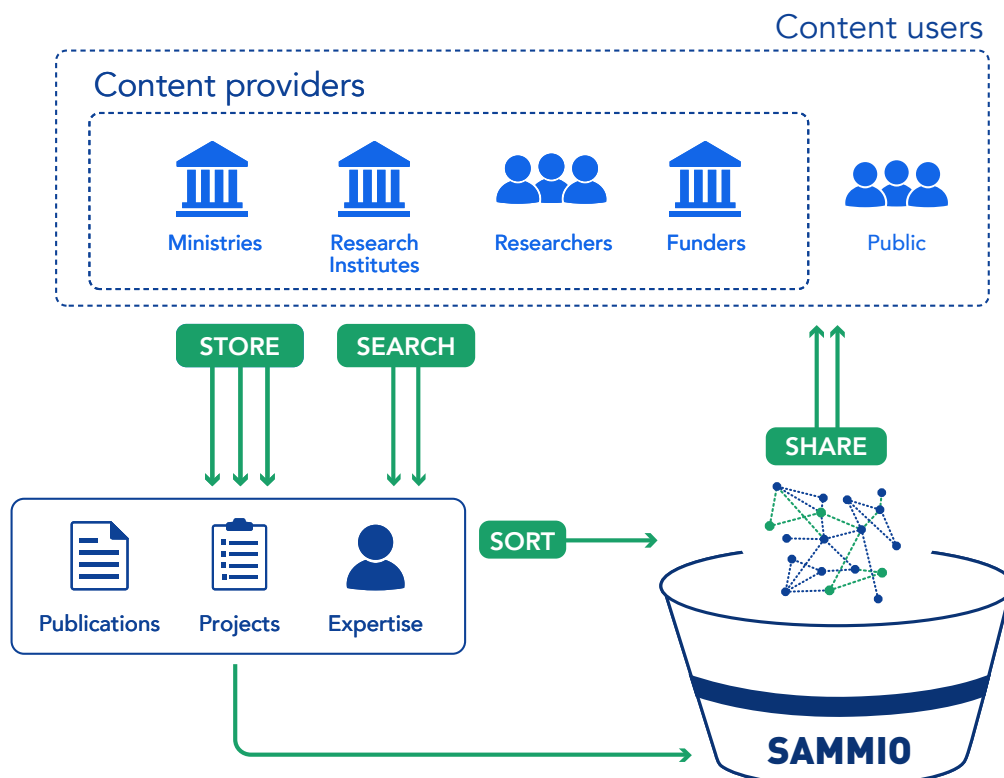 Content users
Content providers
Ministries
Research
Institutes
Researchers
Funders
Public
STORE
SEARCH
SHARE
SORT
Publications
Projects
Expertise
SAMMIO